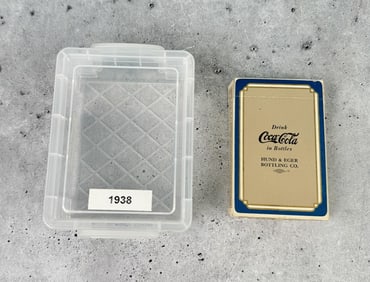 1938
Drink
Coca-Cola
in Bottles
HUND & EGER
BOTTLING CO.